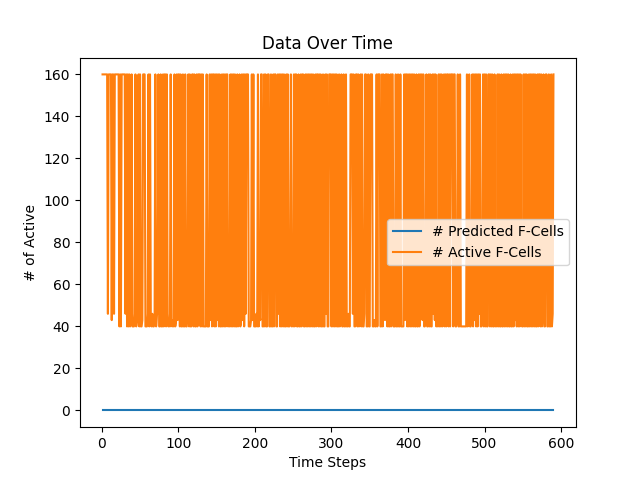 Data Over Time
# of Active
160
140
120
100
80
60
40
20
0
# Predicted F-Cells
# Active F-Cells
0 100 200 300 400 500 600
Time Steps